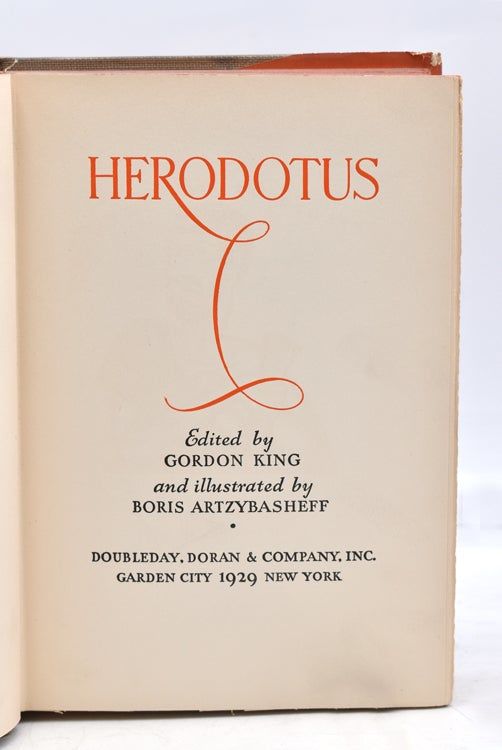 HERODOTUS
Edited by
GORDON KING
and illustrated by
BORIS ARTZYBASHEFF
•
DOUBLEDAY, DORAN & COMPANY, INC.
GARDEN CITY 1929 NEW YORK